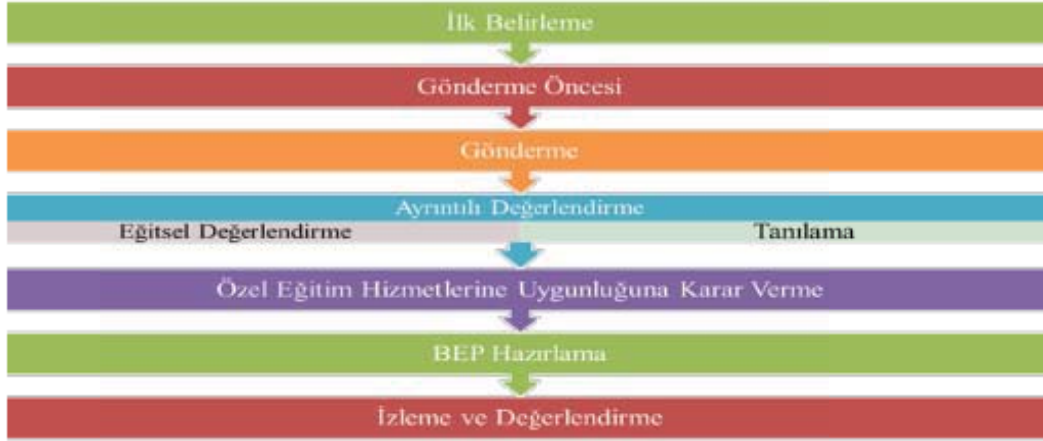 İlk Belirleme
Gönderme Öncesi
Gönderme
Ayrıntılı Değerlendirme
Eğitsel Değerlendirme
Tanılama
Özel Eğitim Hizmetlerine Uygunluğuna Karar Verme
BEP Hazırlama
İzleme ve Değerlendirme